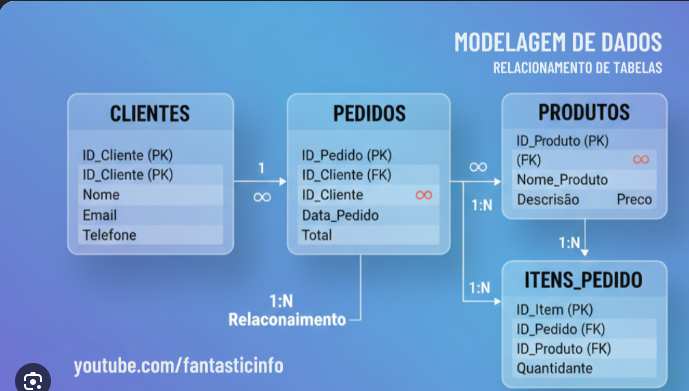 MODELAGEM DE DADOS
RELACIONAMENTO DE TABELAS
CLIENTES
ID_Cliente (PK)
ID_Cliente (PK)
Nome
Email
Telefone
1
∞
PEDIDOS
ID_Pedido (PK)
ID_Cliente (FK)
ID_Cliente ∞
Data_Pedido
Total
1:N
Relaconaimento
∞
1:N
1:N
PRODUTOS
ID_Produto (PK)
(FK) ∞
Nome_Produto
Descrisão Preco
1:N
ITENS_PEDIDO
ID_Item (PK)
ID_Pedido (FK)
ID_Produto (FK)
Quantidante
youtube.com/fantasticinfo